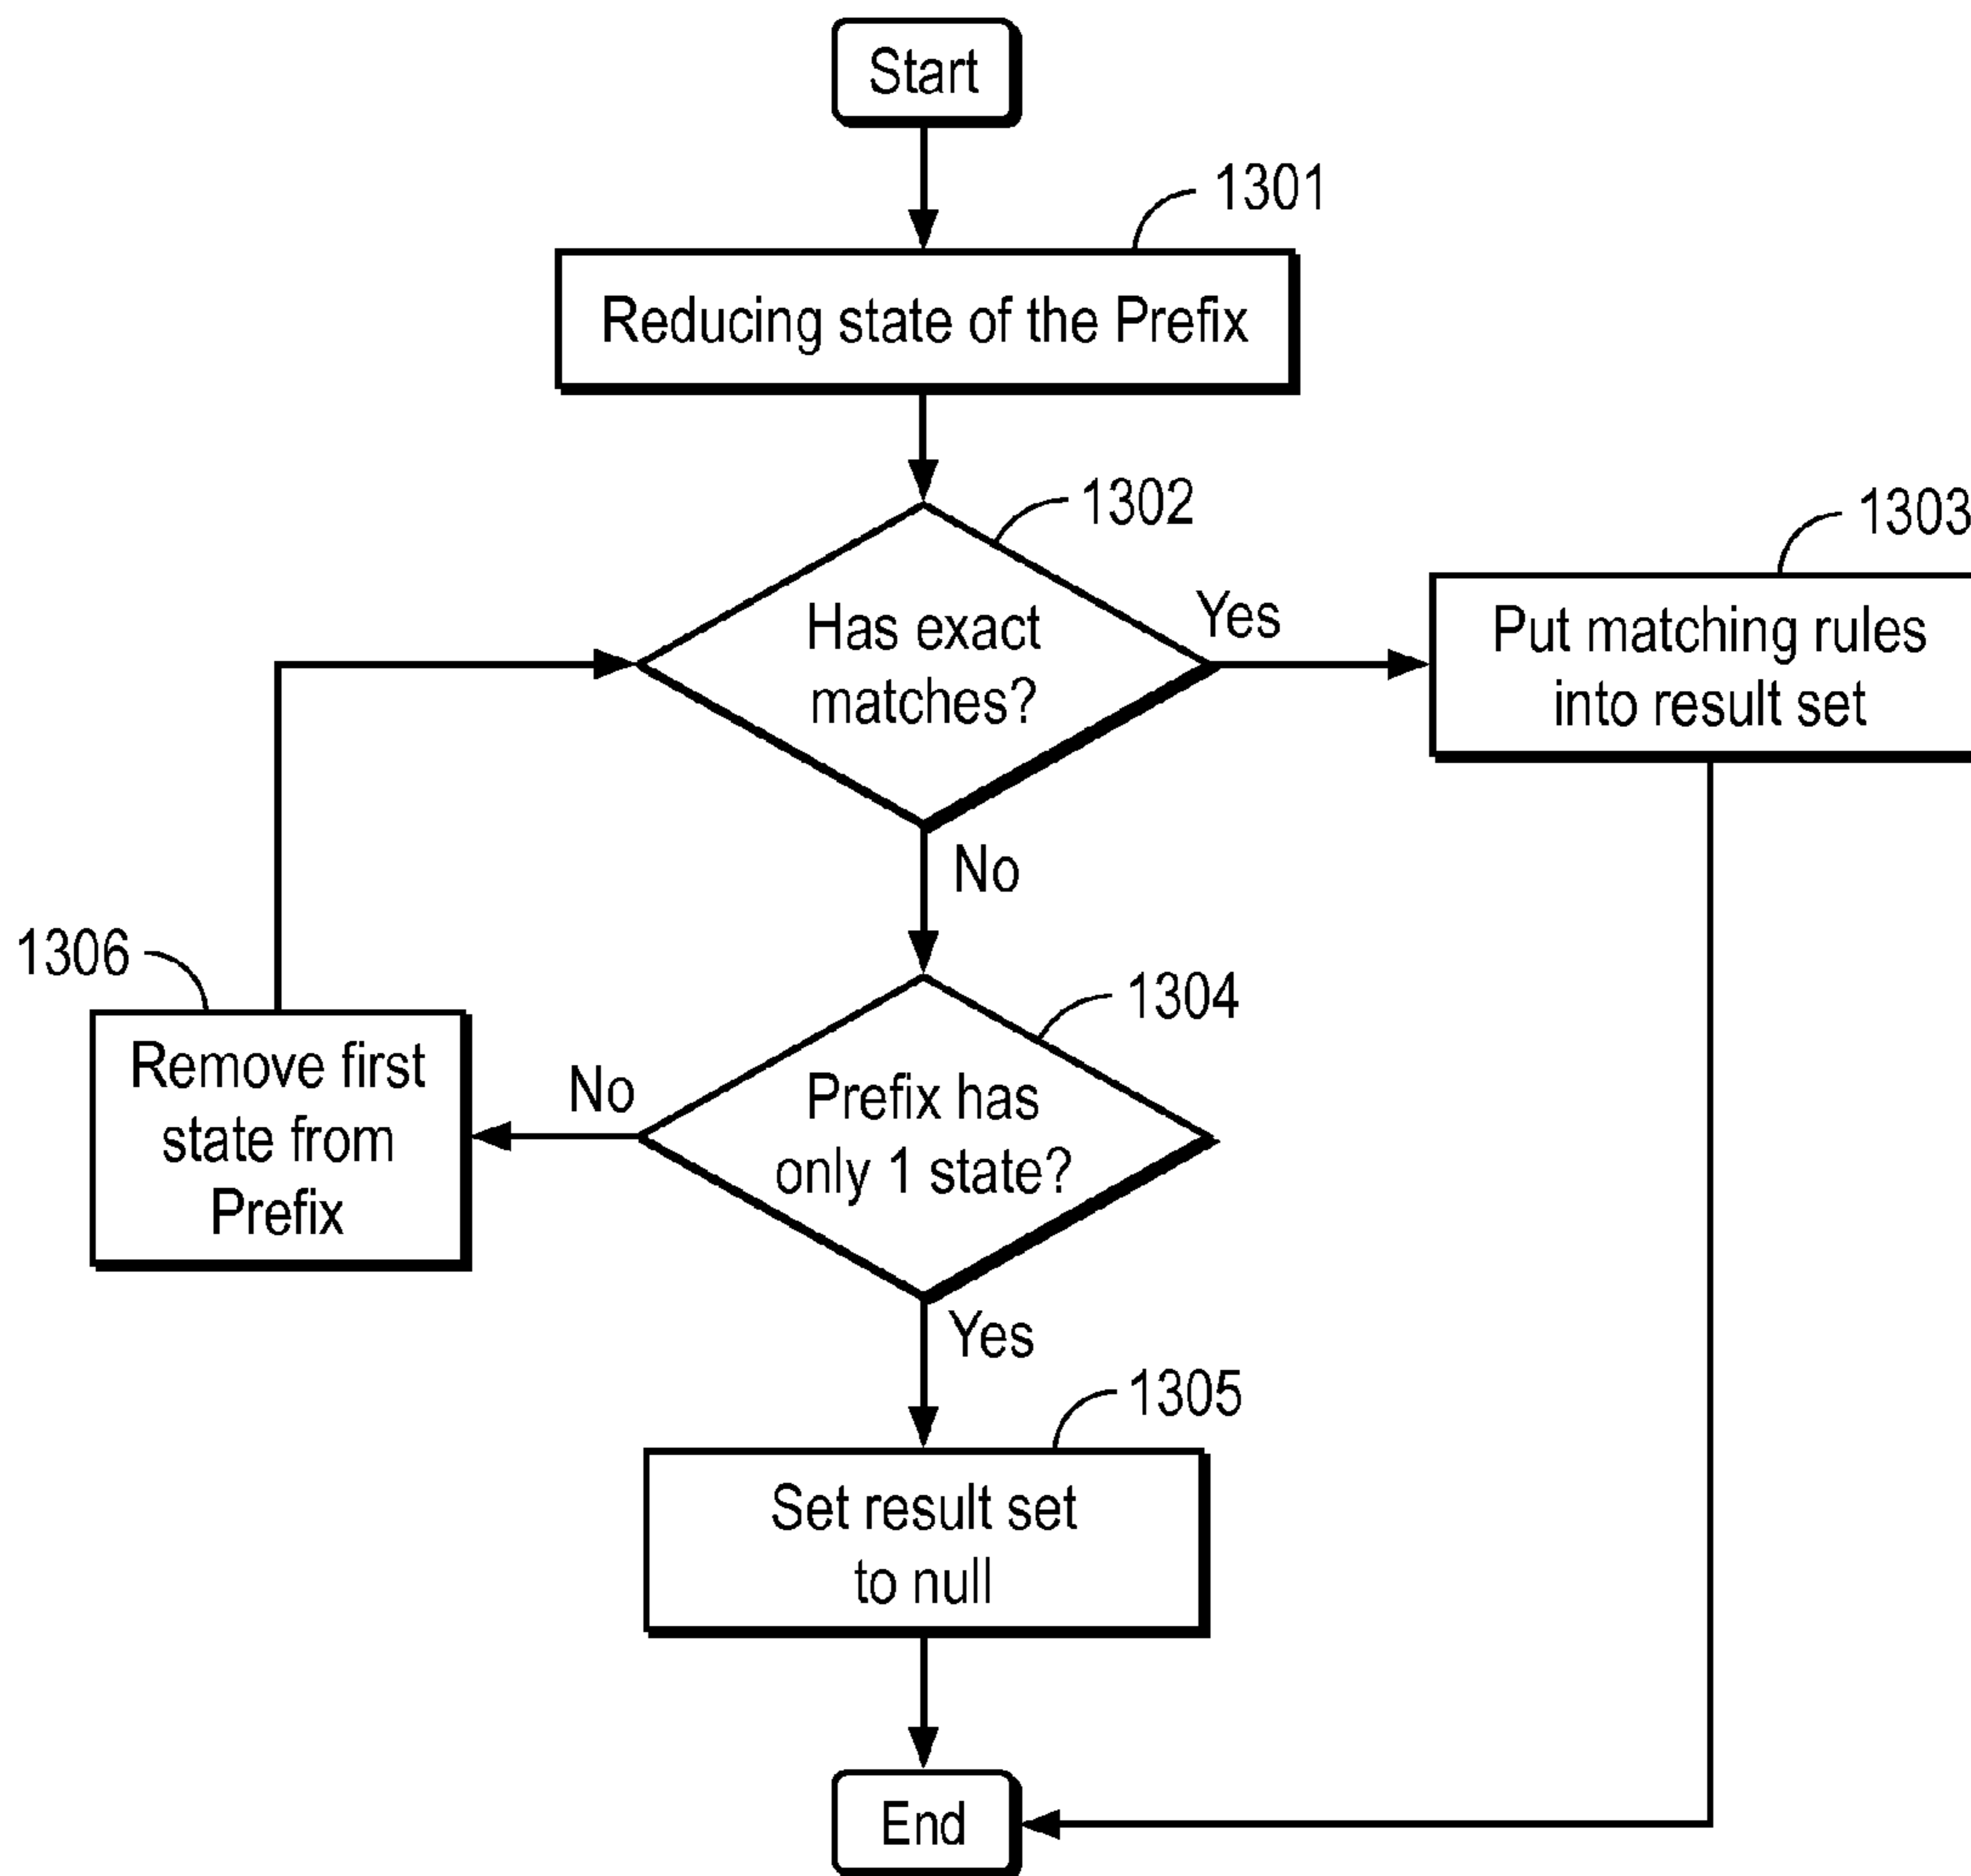 Start
1301
Reducing state of the Prefix
1302
Has exact
matches?
Yes
1303
Put matching rules
into result set
No
1306
Remove first
state from
Prefix
No
1304
Prefix has
only 1 state?
Yes
1305
Set result set
to null
End